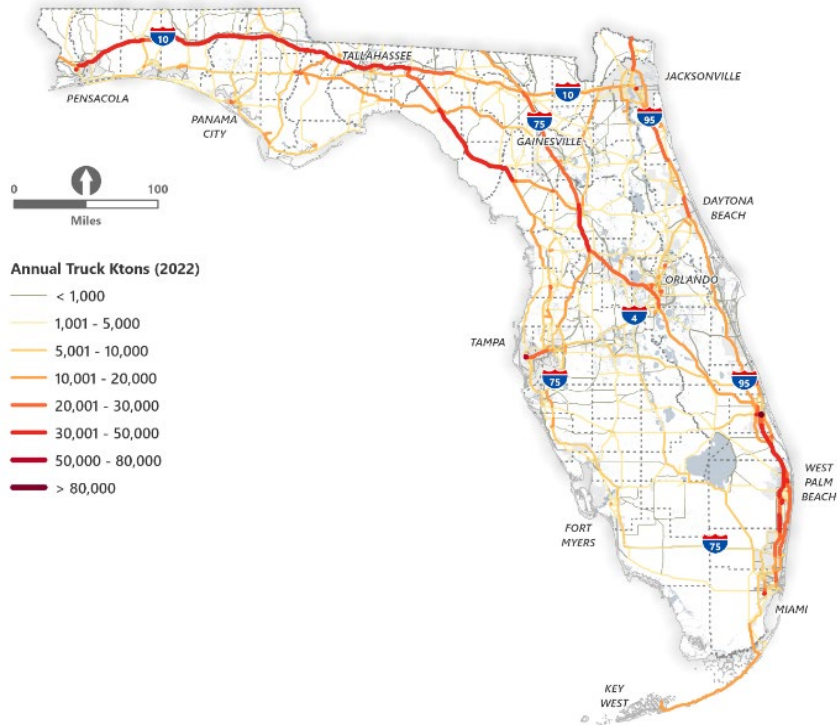 10
TALLAHASSEE
JACKSONVILLE
PENSACOLA
10
PANAMA
CITY
75
95
GAINESVILLE
0
100
Miles
DAYTONA
BEACH
Annual Truck Ktons (2022)
< 1,000
1,001 - 5,000
5,001 - 10,000
10,001 - 20,000
20,001 - 30,000
30,001 - 50,000
50,000 - 80,000
> 80,000
ORLANDO
4
TAMPA
75
95
WEST
PALM
BEACH
FORT
MYERS
75
MIAMI
KEY
WEST